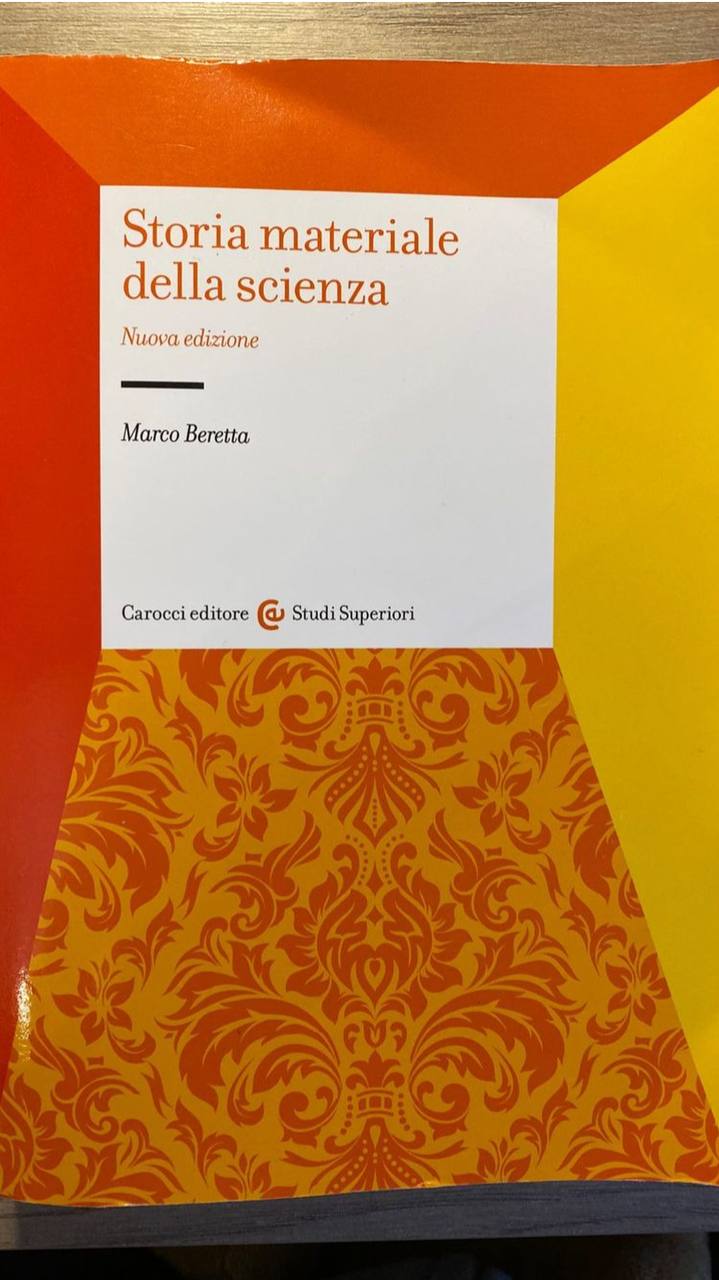 Storia materiale
della scienza
Nuova edizione
Marco Beretta
Carocci editore @ Studi Superiori